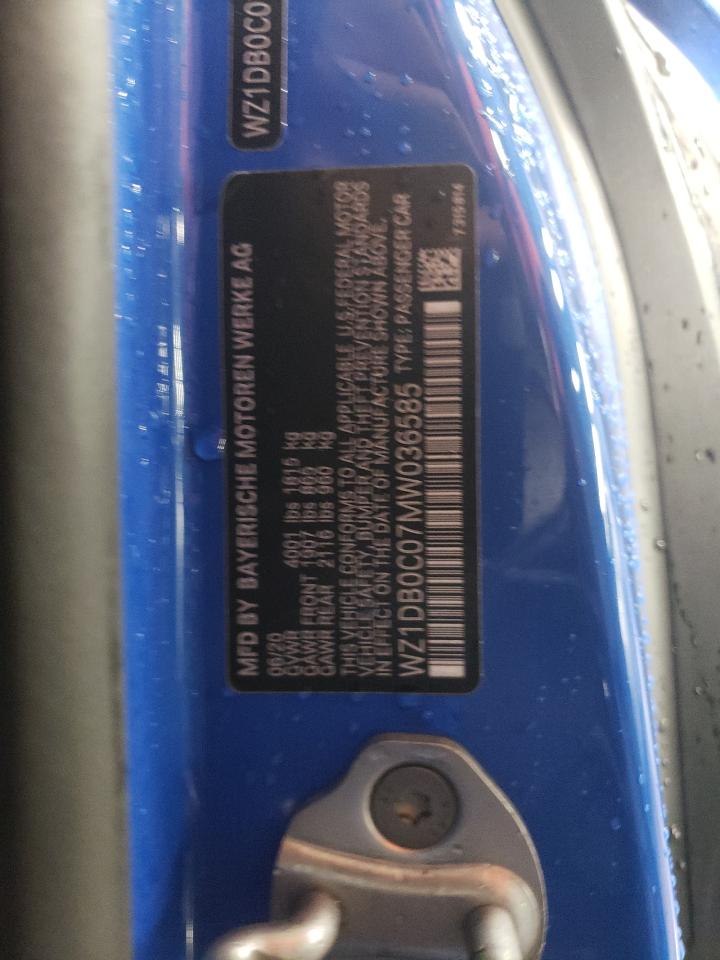 WZ1DB0C0
MFD BY BAYERISCHE MOTOREN WERKE AG
06/20
GVWR 4001 lbs 1815 kg
GAWR FRONT 1907 lbs kg
GAWR REAR 2116 lbs 960 kg
THIS VEHICLE CONFORMS TO ALL APPLICABLE U.S. FEDERAL MOTOR
VEHICLE SAFETY, BUMPER AND THEFT PREVENTION STANDARDS
IN EFFECT ON THE DATE OF MANUFACTURE SHOWN ABOVE.
WZ1DB0C07MW036585 TYPE: PASSENGER CAR